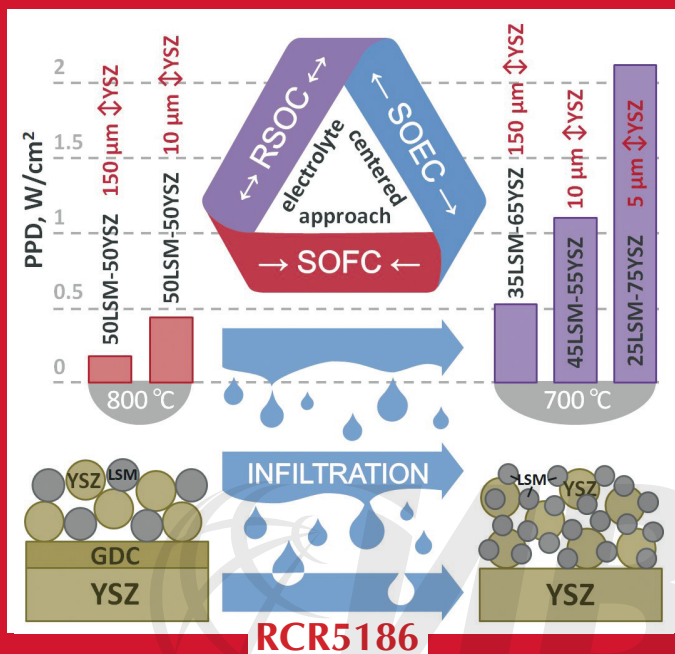 PPD, W/cm²
2
1.5
1
0.5
0
50LSM-50YSZ 150 µm ↕YSZ
50LSM-50YSZ 10 µm ↕YSZ
800 °C
↔ RSOC ↔
← SOEC →
→ SOFC ←
electrolyte
centered
approach
35LSM-65YSZ 150 µm ↕YSZ
45LSM-55YSZ 10 µm ↕YSZ
25LSM-75YSZ 5 µm ↕YSZ
700 °C
INFILTRATION
YSZ
LSM
GDC
YSZ
LSM
YSZ
YSZ
RCR5186